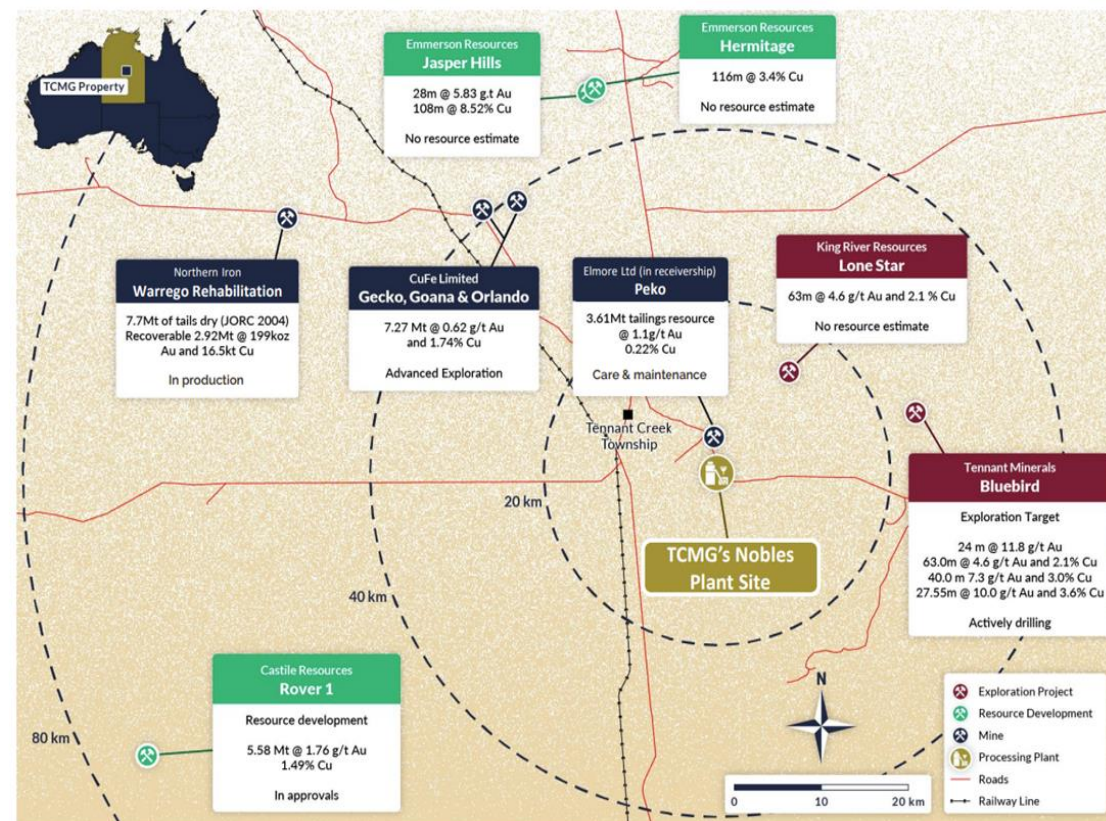 TCMG Property
Emmerson Resources
Jasper Hills
28m @ 5.83 g.t Au
108m @ 8.52% Cu
No resource estimate
Emmerson Resources
Hermitage
116m @ 3.4% Cu
No resource estimate
Northern Iron
Warrego Rehabilitation
7.7Mt of tails dry (JORC 2004)
Recoverable 2.92Mt @ 199koz
Au and 16.5kt Cu
In production
CuFe Limited
Gecko, Goana & Orlando
7.27 Mt @ 0.62 g/t Au
and 1.74% Cu
Advanced Exploration
Elmore Ltd (in receivership)
Peko
3.61Mt tailings resource
@ 1.1g/t Au
0.22% Cu
Care & maintenance
King River Resources
Lone Star
63m @ 4.6 g/t Au and 2.1 % Cu
No resource estimate
Tennant Creek
Township
Tennant Minerals
Bluebird
Exploration Target
24 m @ 11.8 g/t Au
63.0m @ 4.6 g/t Au and 2.1% Cu
40.0 m 7.3 g/t Au and 3.0% Cu
27.55m @ 10.0 g/t Au and 3.6% Cu
Actively drilling
20 km
TCMG's Nobles
Plant Site
40 km
80 km
Castile Resources
Rover 1
Resource development
5.58 Mt @ 1.76 g/t Au
1.49% Cu
In approvals
N
0 10 20 km
Exploration Project
Resource Development
Mine
Processing Plant
Roads
Railway Line